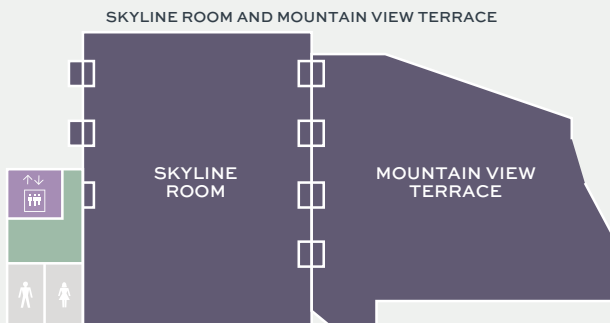 SKYLINE ROOM AND MOUNTAIN VIEW TERRACE
SKYLINE
ROOM
MOUNTAIN VIEW
TERRACE